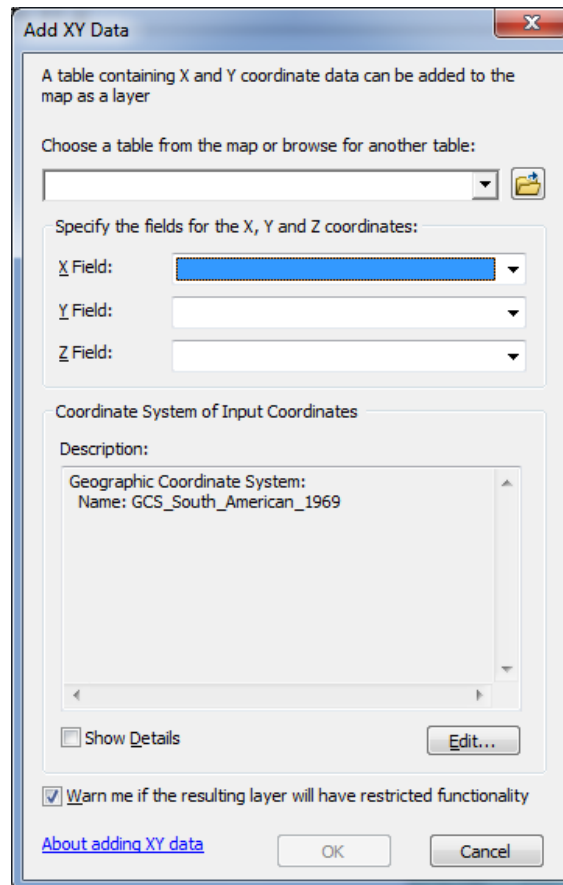 Add XY Data
A table containing X and Y coordinate data can be added to the
map as a layer
Choose a table from the map or browse for another table:
Specify the fields for the X, Y and Z coordinates:
X Field:
Y Field:
Z Field:
Coordinate System of Input Coordinates
Description:
Geographic Coordinate System:
Name: GCS_South_American_1969
Show Details
Edit...
Warn me if the resulting layer will have restricted functionality
About adding XY data
OK
Cancel